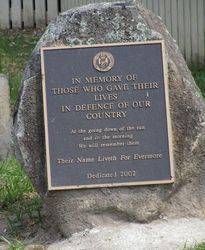 IN MEMORY OF
THOSE WHO GAVE THEIR
LIVES
IN DEFENCE OF OUR
COUNTRY
At the going down of the sun
and in the morning
We will remember them
Their Name Liveth For Evermore
Dedicated 2002